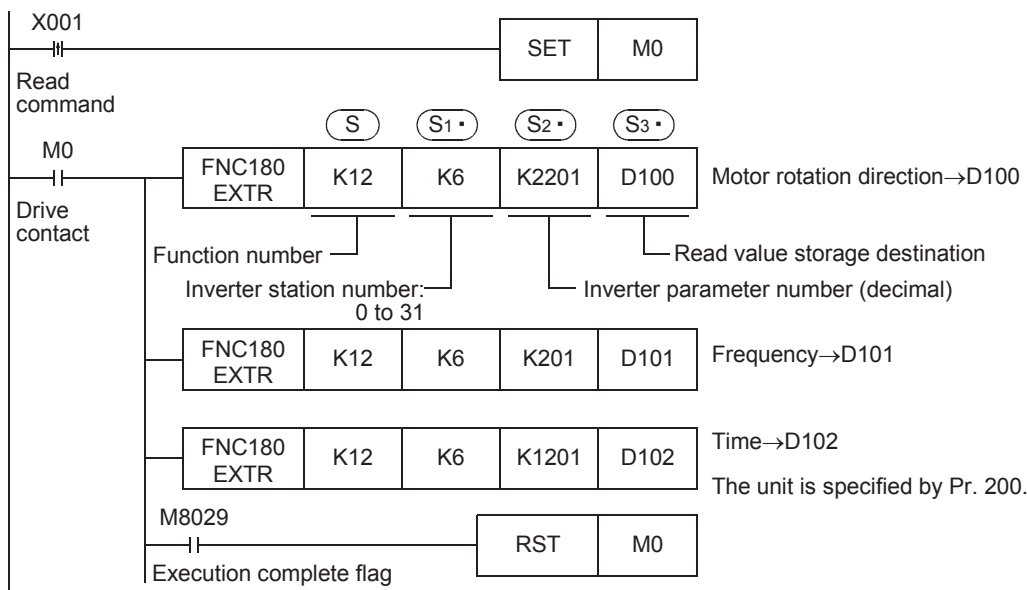 X001
SET M0
Read
command
S S1· S2· S3·
M0
FNC180
EXTR K12 K6 K2201 D100 Motor rotation direction→D100
Drive
contact
Function number
Read value storage destination
Inverter station number:
0 to 31
Inverter parameter number (decimal)
FNC180
EXTR K12 K6 K201 D101 Frequency→D101
FNC180
EXTR K12 K6 K1201 D102 Time→D102
The unit is specified by Pr. 200.
M8029
RST M0
Execution complete flag